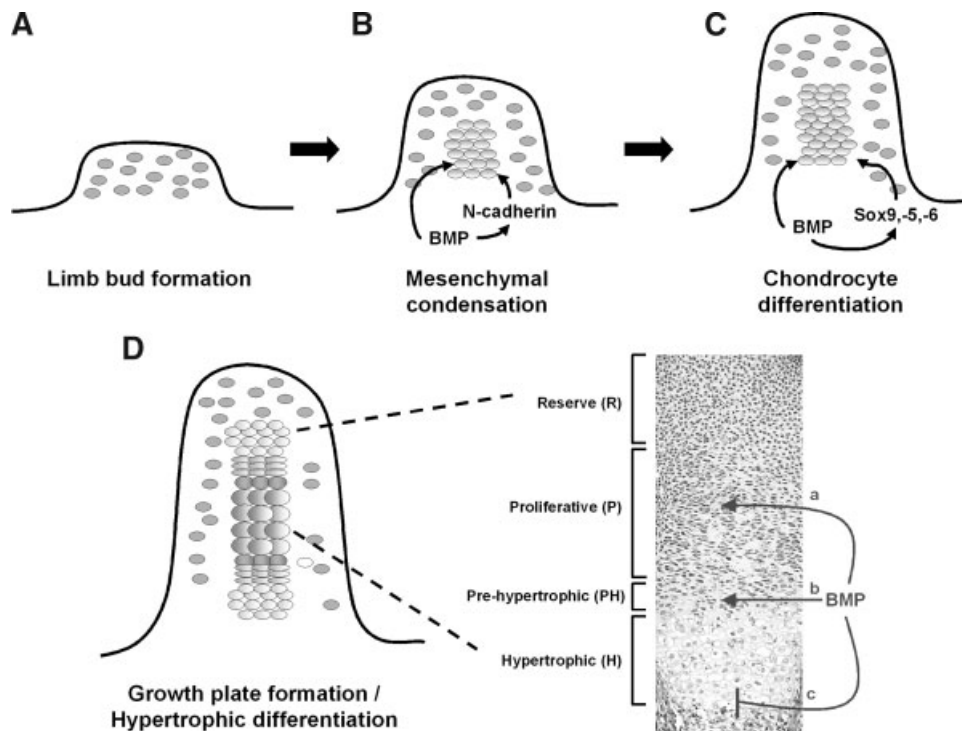 A
B
C
N-cadherin
BMP
Sox9,-5,-6
BMP
Limb bud formation
Mesenchymal
condensation
Chondrocyte
differentiation
D
Reserve (R)
Proliferative (P)
a
Pre-hypertrophic (PH)
b
BMP
Hypertrophic (H)
c
Growth plate formation /
Hypertrophic differentiation